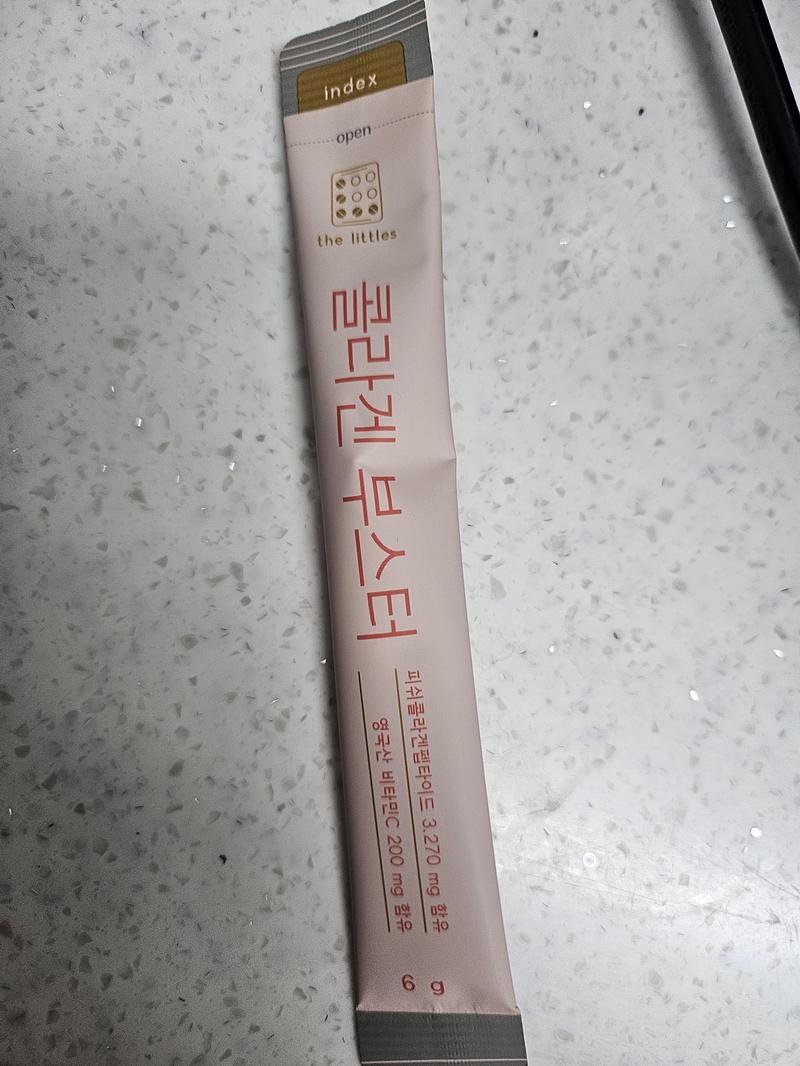 index
open
the littles
콜라겐 부스터
피쉬콜라겐펩타이드 3,270 mg 함유
영국산 비타민C 200 mg 함유
6 g